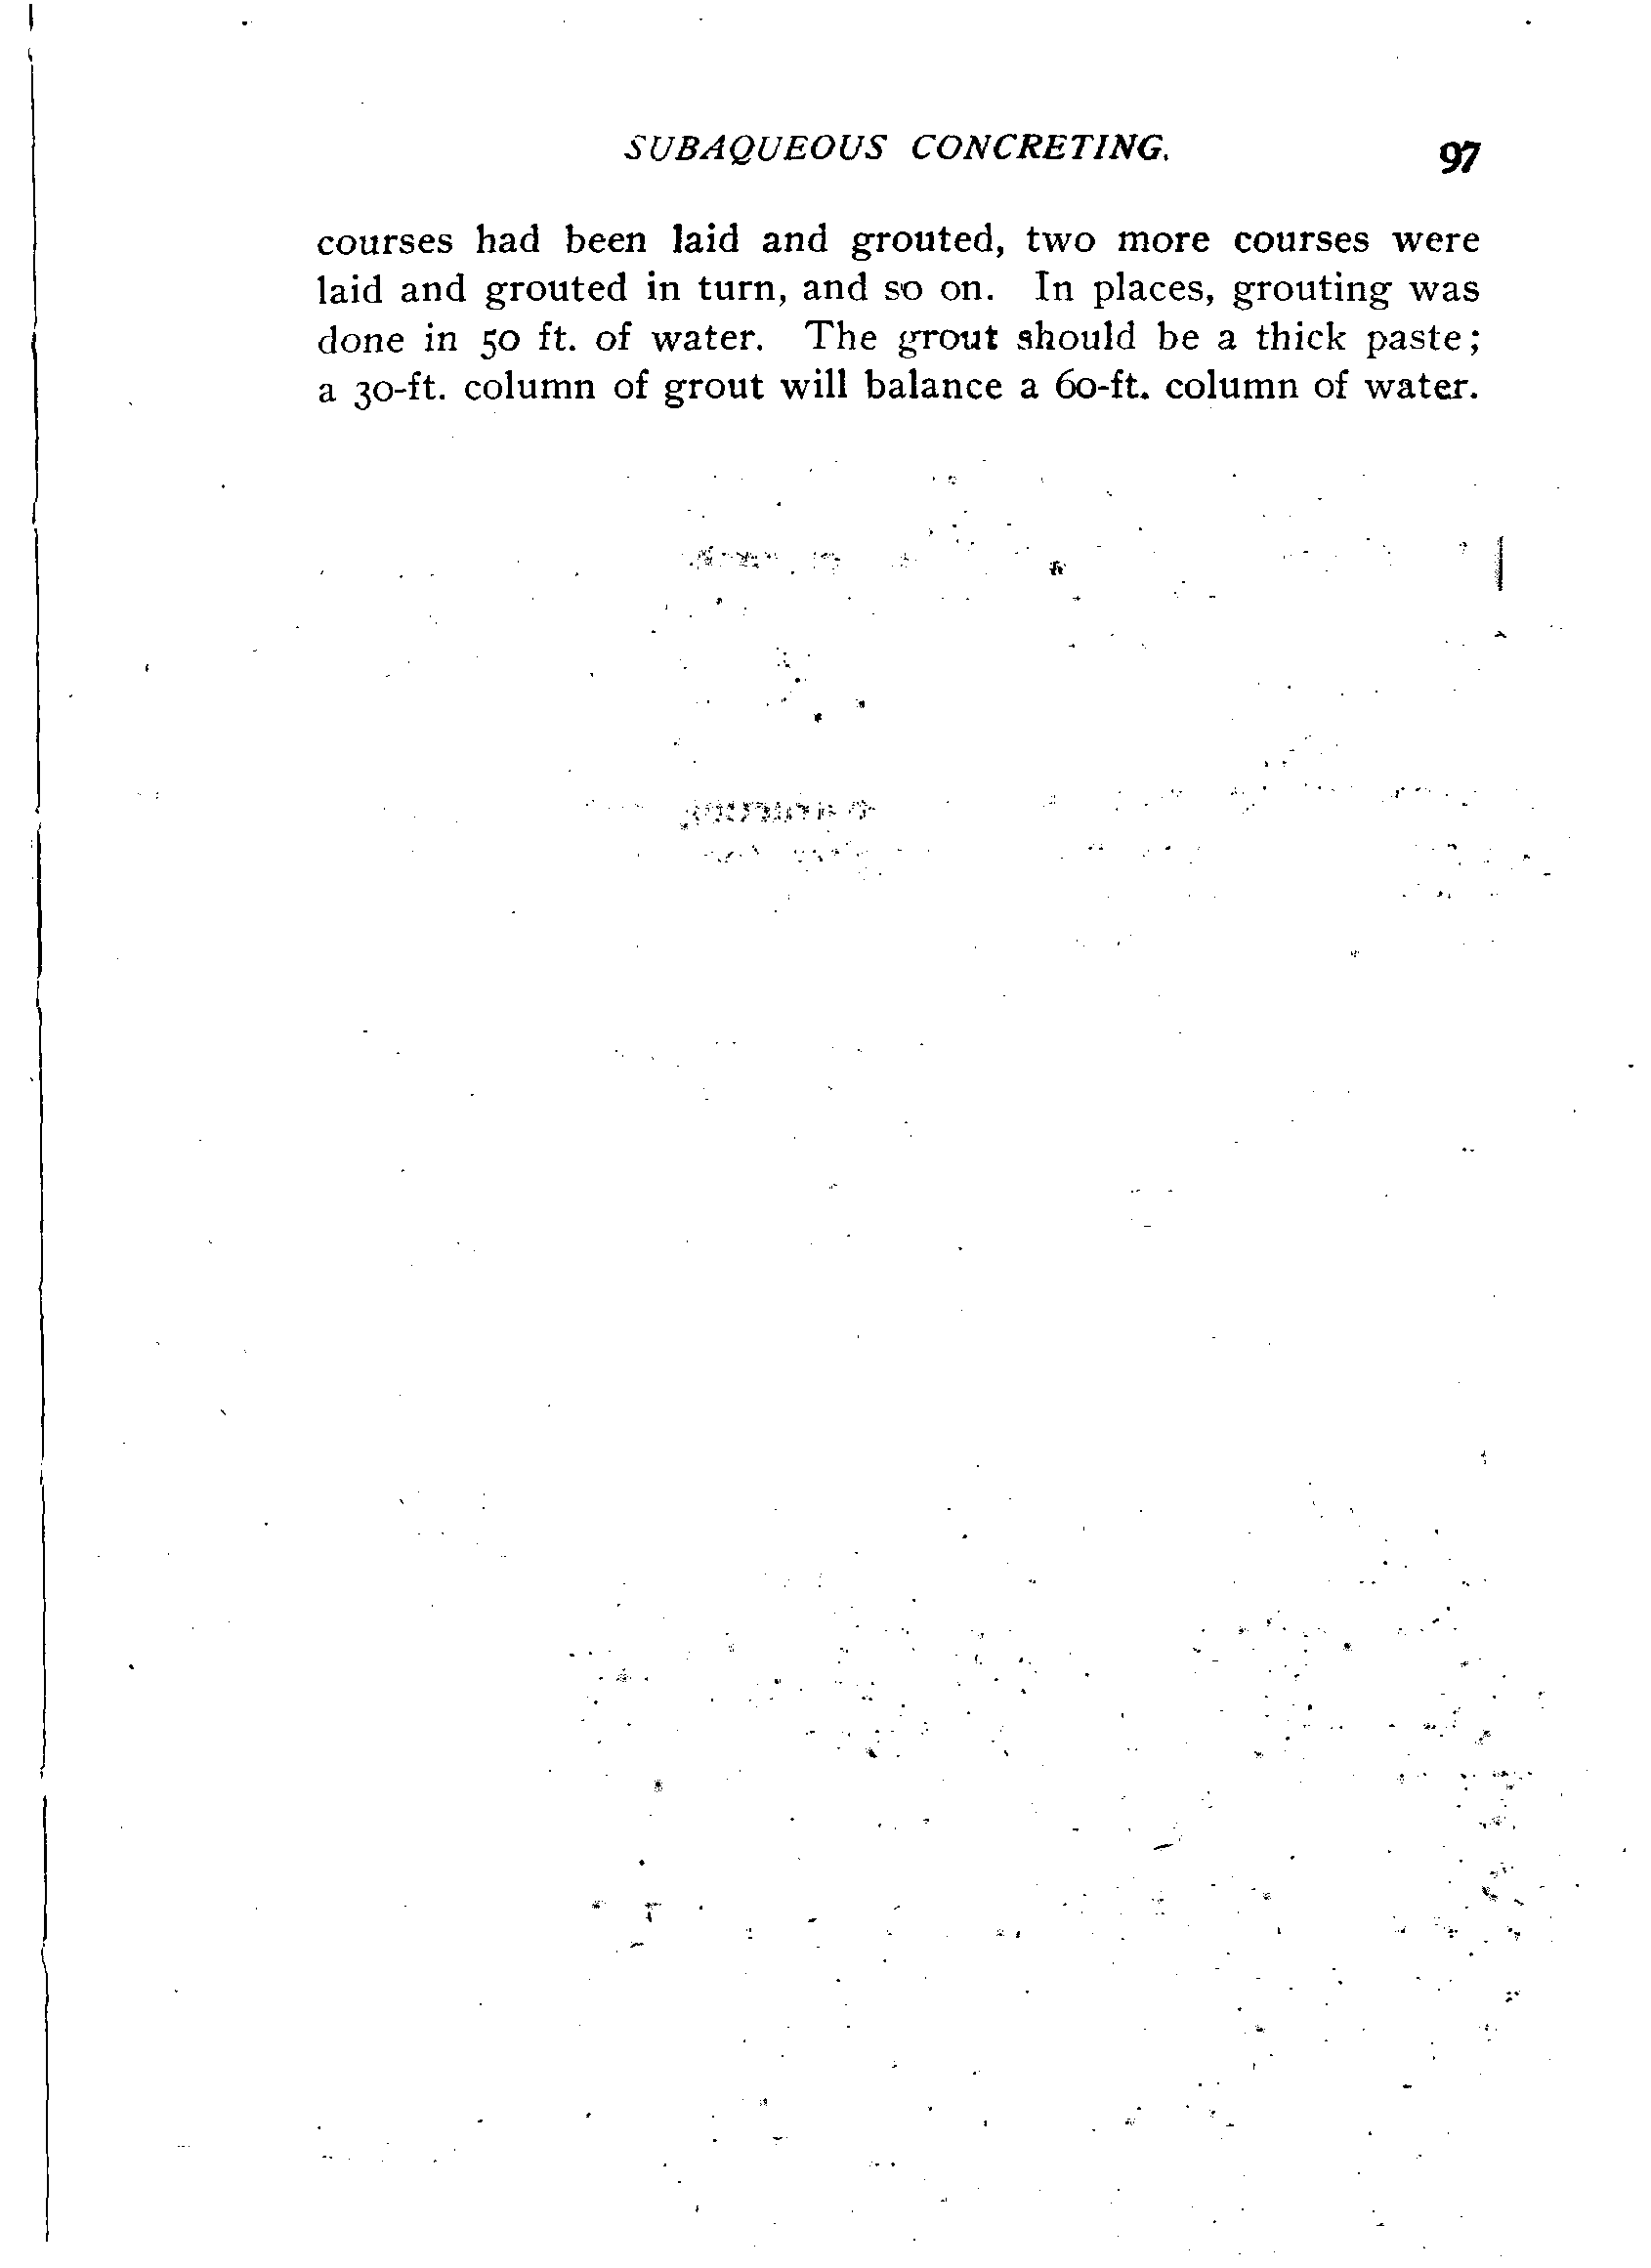 SUBAQUEOUS CONCRETING. 97
courses had been laid and grouted, two more courses were
laid and grouted in turn, and so on. In places, grouting was
done in 50 ft. of water. The grout should be a thick paste;
a 30-ft. column of grout will balance a 60-ft. column of water.